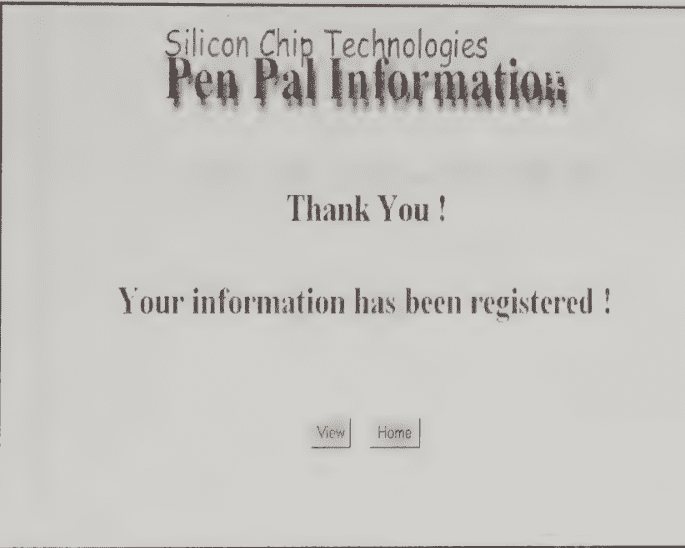 Silicon Chip Technologies
Pen Pal Information
Thank You !
Your information has been registered !
View Home